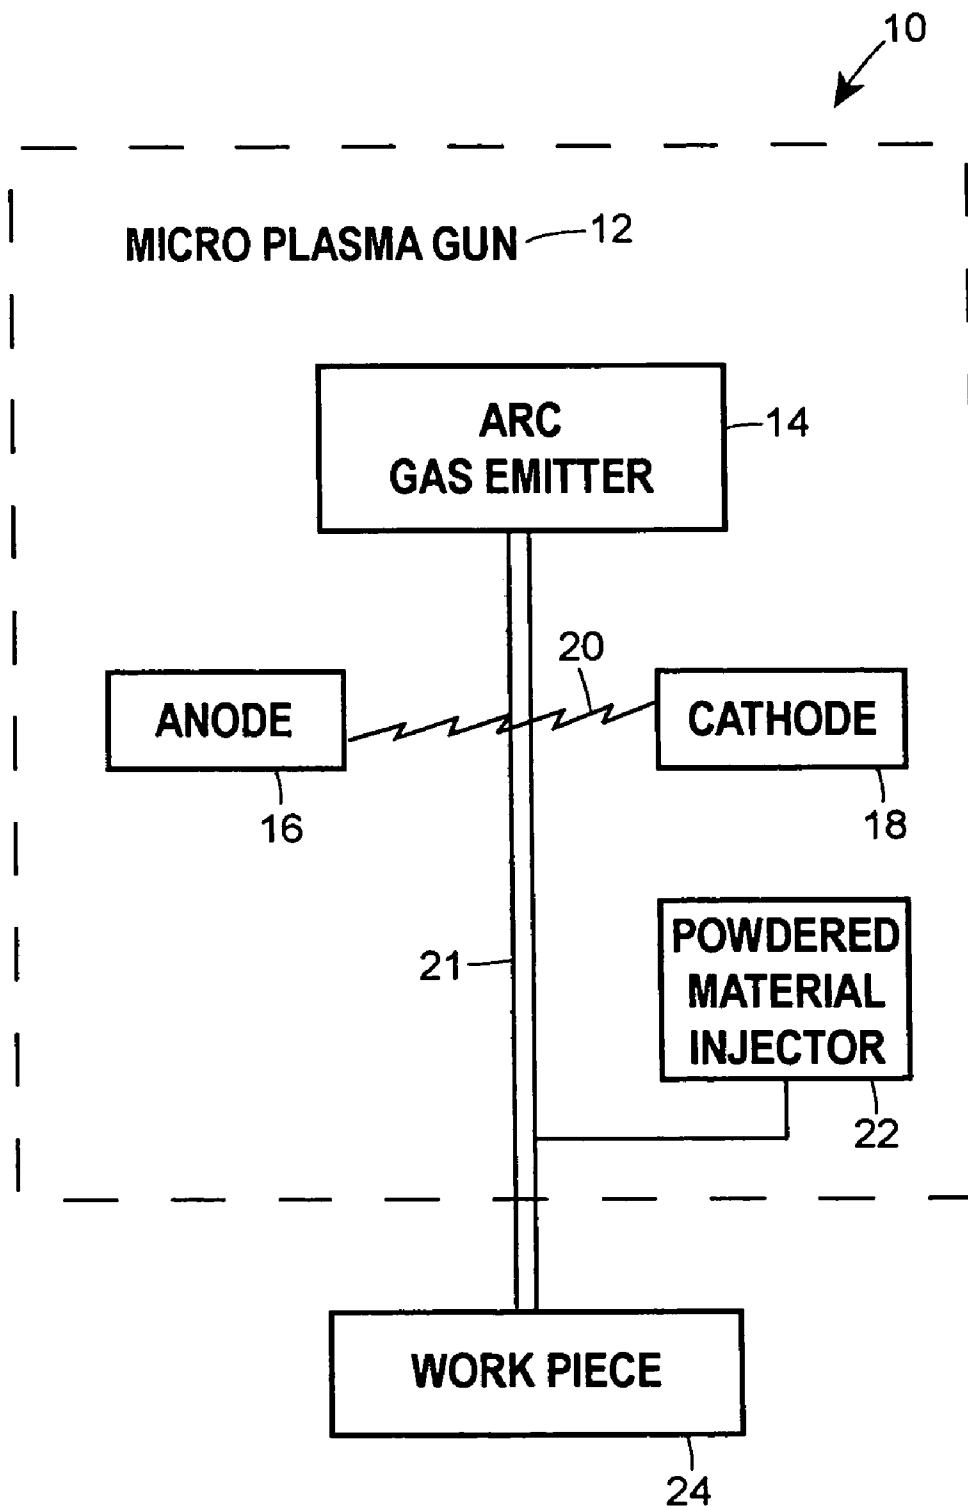 10
MICRO PLASMA GUN 12
ARC
GAS EMITTER
14
20
ANODE
CATHODE
16
18
POWDERED
MATERIAL
INJECTOR
21
22
WORK PIECE
24